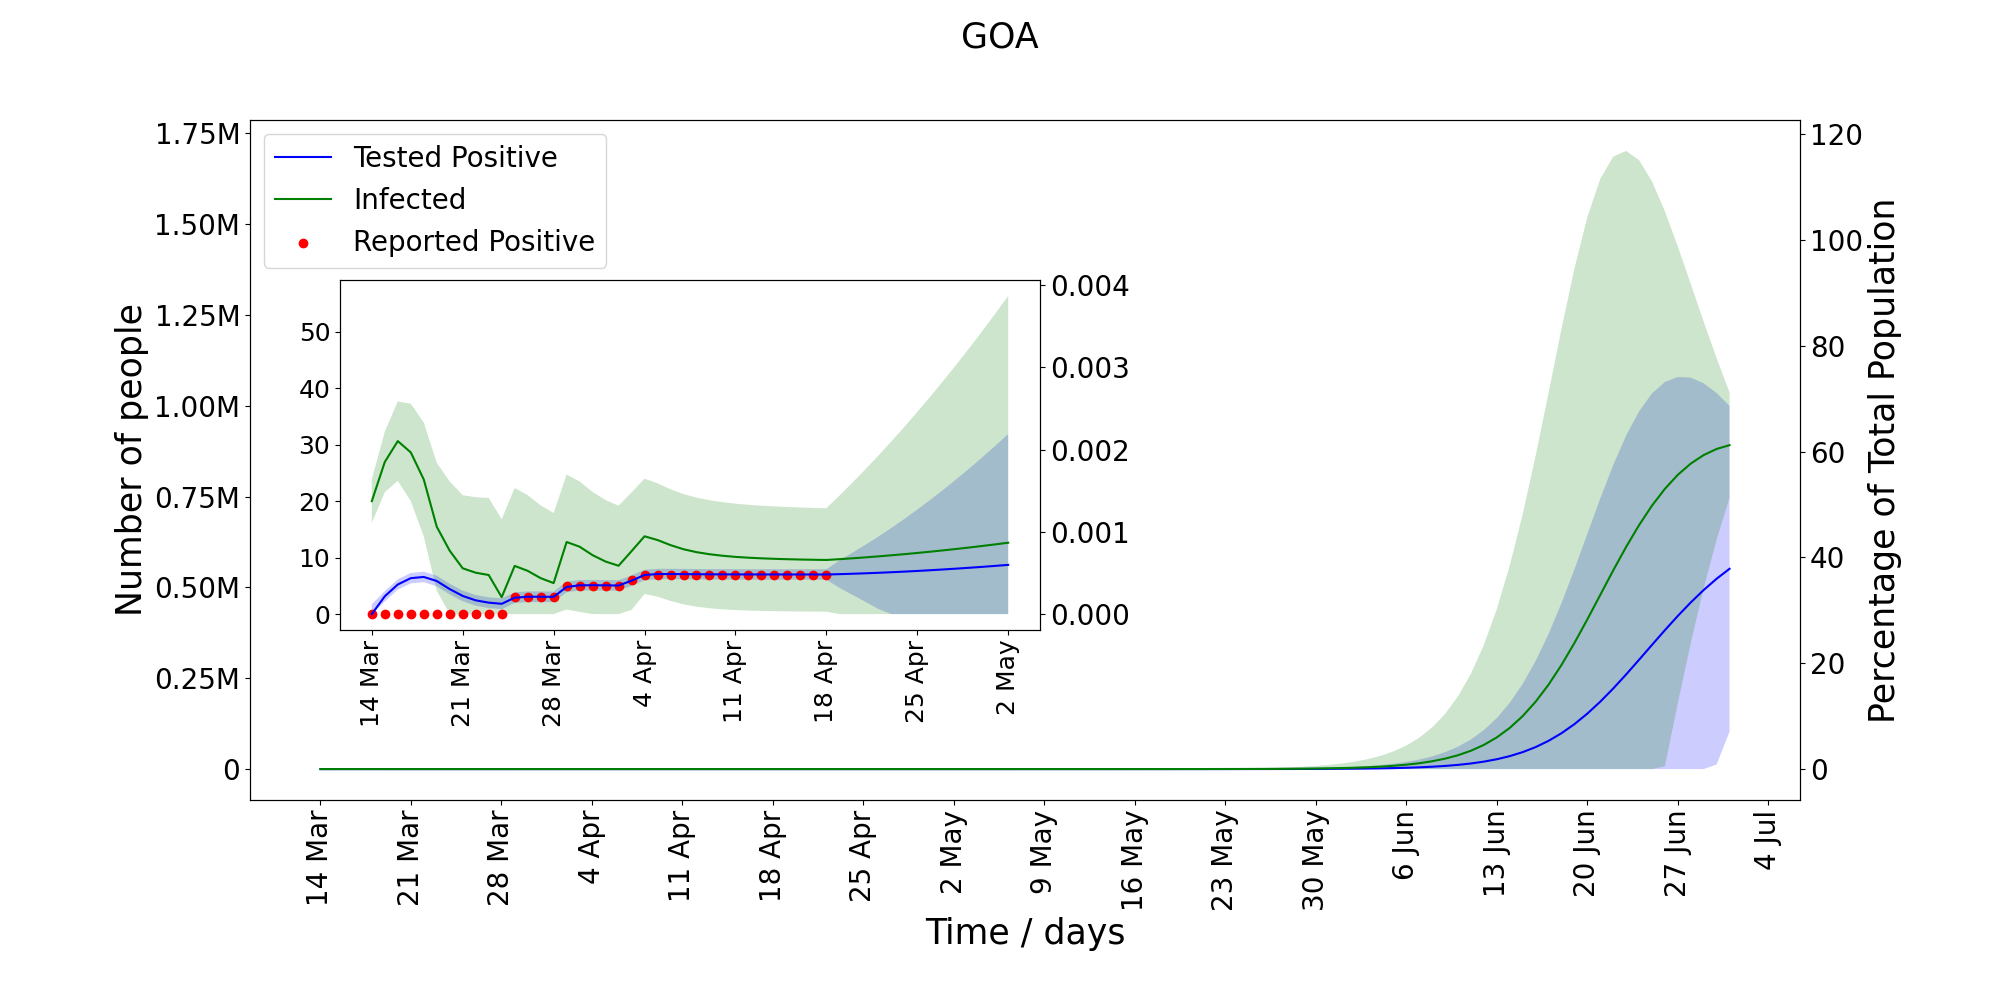 GOA
1.75M
1.50M
1.25M
1.00M
0.75M
0.50M
0.25M
0
Number of people
Tested Positive
Infected
Reported Positive
50
40
30
20
10
0
0.004
0.003
0.002
0.001
0.000
14 Mar
21 Mar
28 Mar
4 Apr
11 Apr
18 Apr
25 Apr
2 May
120
100
80
60
40
20
0
Percentage of Total Population
14 Mar
21 Mar
28 Mar
4 Apr
11 Apr
18 Apr
25 Apr
2 May
9 May
16 May
23 May
30 May
6 Jun
13 Jun
20 Jun
27 Jun
4 Jul
Time / days